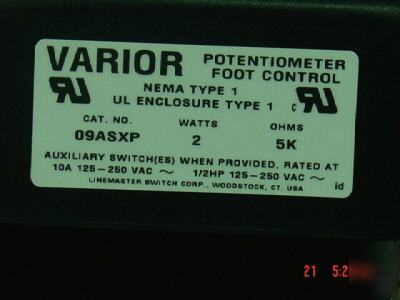 VARIOR
POTENTIOMETER
FOOT CONTROL
NEMA TYPE 1
UL ENCLOSURE TYPE 1
CAT. NO. WATTS OHMS
09ASXP 2 5K
AUXILIARY SWITCH(ES) WHEN PROVIDED, RATED AT
10A 125-250 VAC ~ 1/2HP 125-250 VAC ~
LINEMASTER SWITCH CORP., WOODSTOCK, CT. USA id
21 5:2